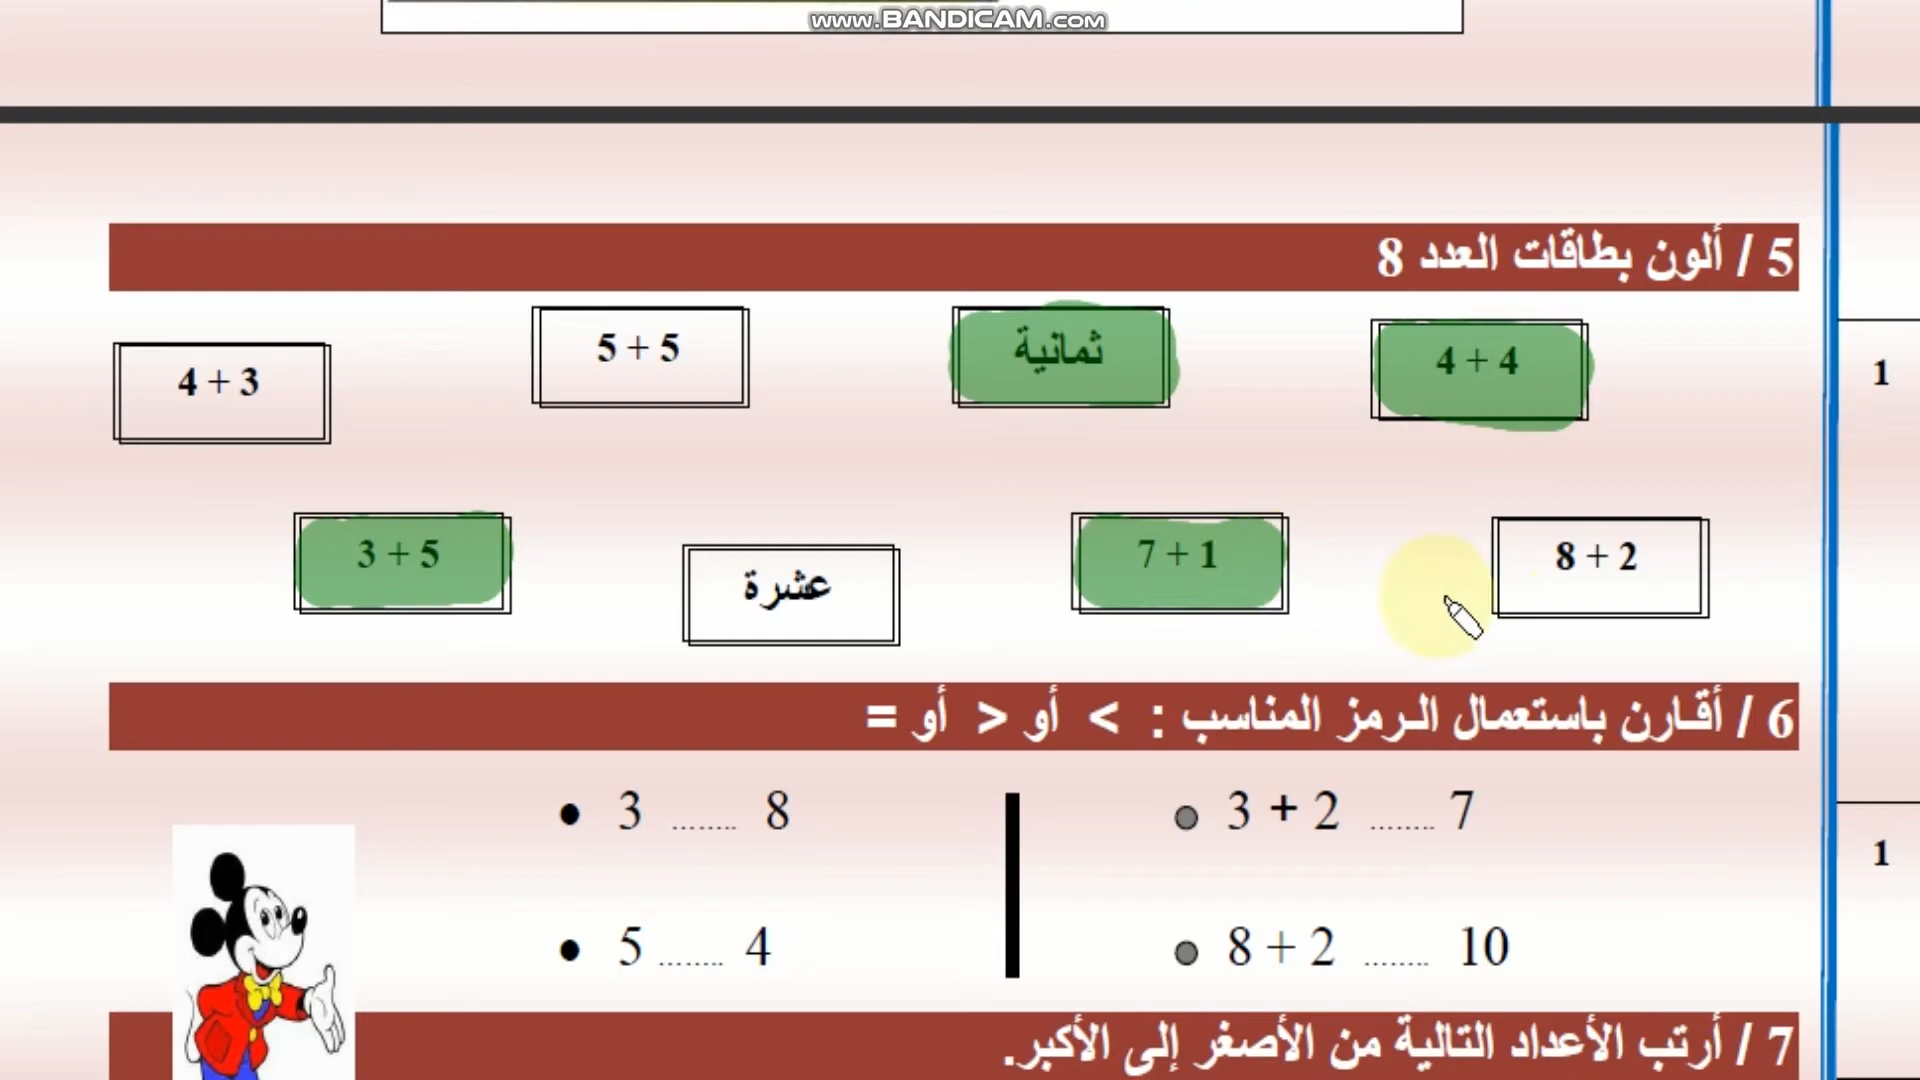 www.BANDICAM.com
5 / ألون بطاقات العدد 8
4 + 4
ثمانية
5 + 5
4 + 3
1
8 + 2
7 + 1
عشرة
3 + 5
6 / أقارن باستعمال الرمز المناسب : > أو < أو =
3 + 2 ........ 7
3 ........ 8
1
8 + 2 ........ 10
5 ........ 4
7 / أرتب الأعداد التالية من الأصغر إلى الأكبر.